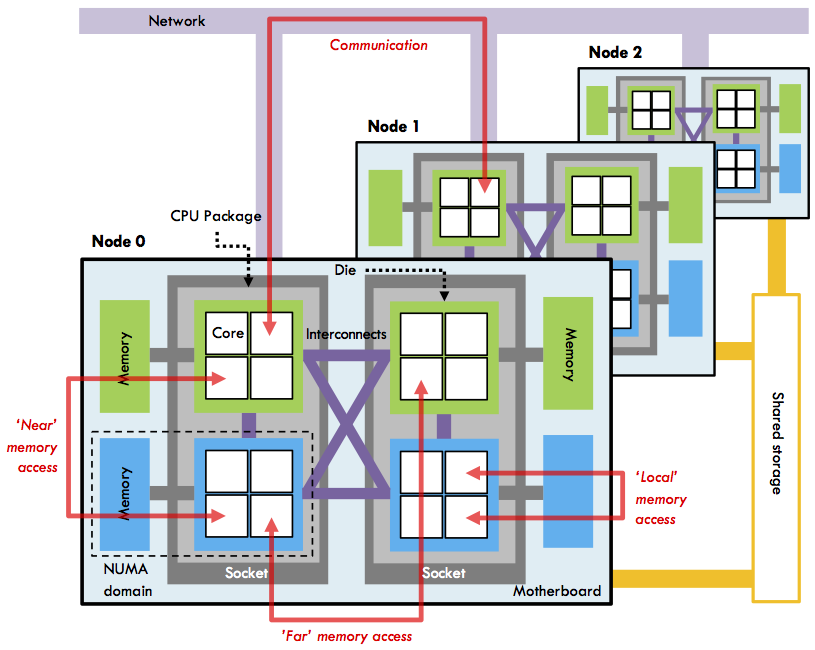 Network
Communication
Node 2
Node 1
CPU Package
Node 0
Die
Core
Interconnects
Memory
Memory
'Near'
memory
access
Memory
'Local'
memory
access
Shared storage
NUMA
domain
Socket
Socket
Motherboard
'Far' memory access